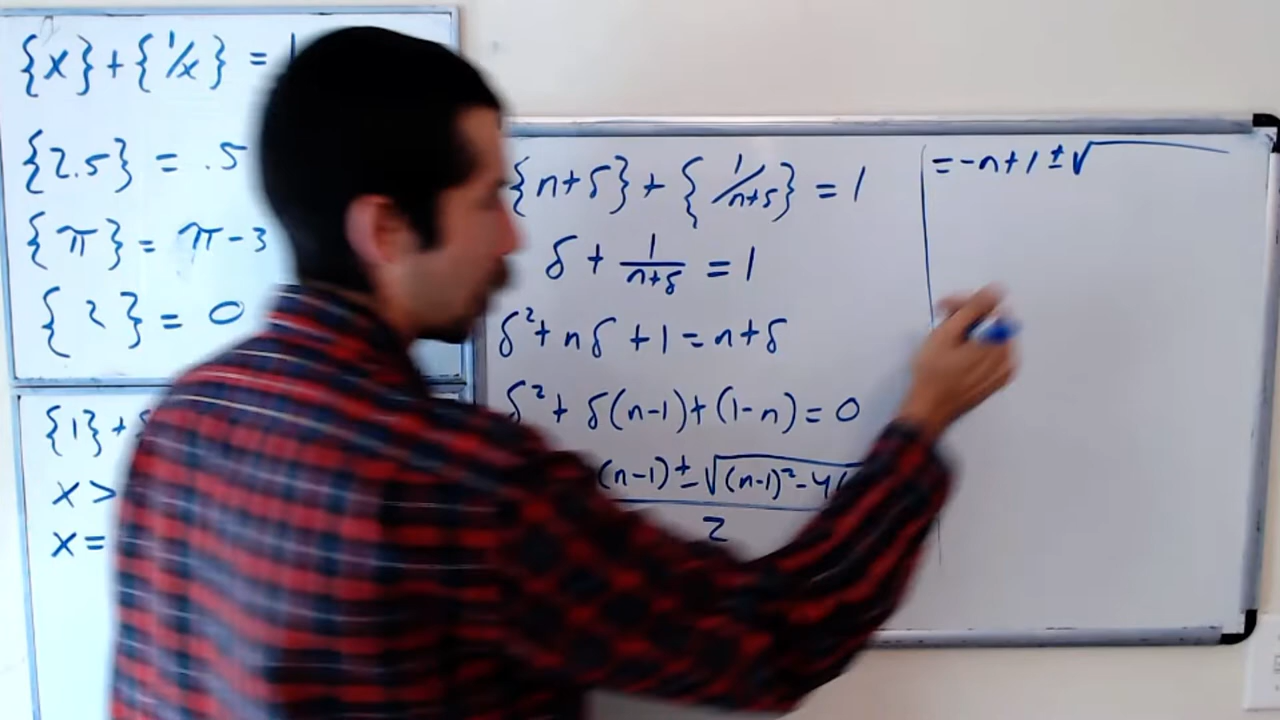 {x} + {1/x} =
{2.5} = .5
{π} = π - 3
{2} = 0
{1} +
x >
x =
{n+δ} + {1/n+δ} = 1
δ + 1/n+δ = 1
δ² + nδ + 1 = n + δ
δ² + δ(n-1) + (1-n) = 0
(n-1) ± √(n-1)² - 4(
2
= -n + 1 ± √